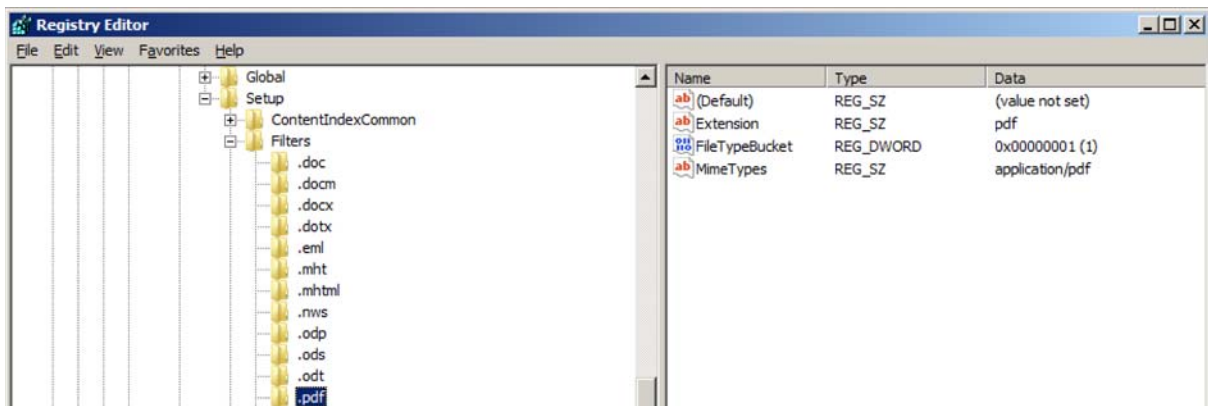 Registry Editor
File Edit View Favorites Help
Global
Setup
ContentIndexCommon
Filters
.doc
.docm
.docx
.dotx
.eml
.mht
.mhtml
.nws
.odp
.ods
.odt
.pdf
Name Type Data
(Default) REG_SZ (value not set)
Extension REG_SZ pdf
FileTypeBucket REG_DWORD 0x00000001 (1)
MimeTypes REG_SZ application/pdf